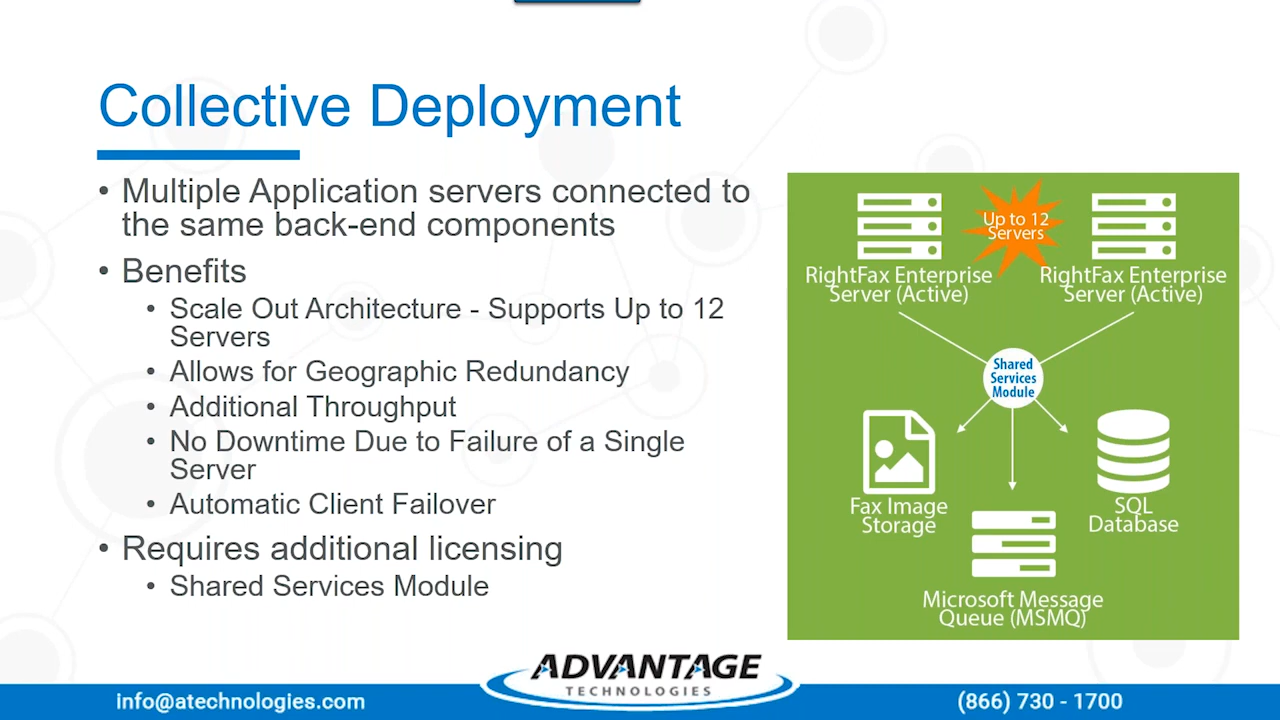 Collective Deployment
• Multiple Application servers connected to
the same back-end components
• Benefits
• Scale Out Architecture - Supports Up to 12
Servers
• Allows for Geographic Redundancy
• Additional Throughput
• No Downtime Due to Failure of a Single
Server
• Automatic Client Failover
• Requires additional licensing
• Shared Services Module
Up to 12
Servers
RightFax Enterprise
Server (Active)
RightFax Enterprise
Server (Active)
Shared
Services
Module
Fax Image
Storage
SQL
Database
Microsoft Message
Queue (MSMQ)
info@atechnologies.com
ADVANTAGE
TECHNOLOGIES
(866) 730 - 1700